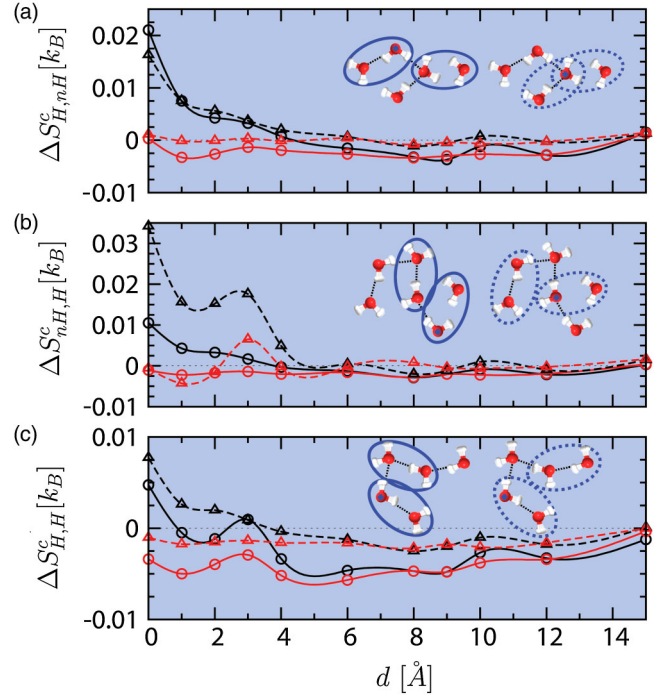 (a)
0.02
0.01
0
-0.01
ΔS^c_{H,nH}[k_B]
(b)
0.03
0.02
0.01
0
-0.01
ΔS^c_{nH,H}[k_B]
(c)
0.01
0
0.01
ΔS^c_{H,H}[k_B]
0 1 2 3 4 6 8 10 12 14
d [Å]